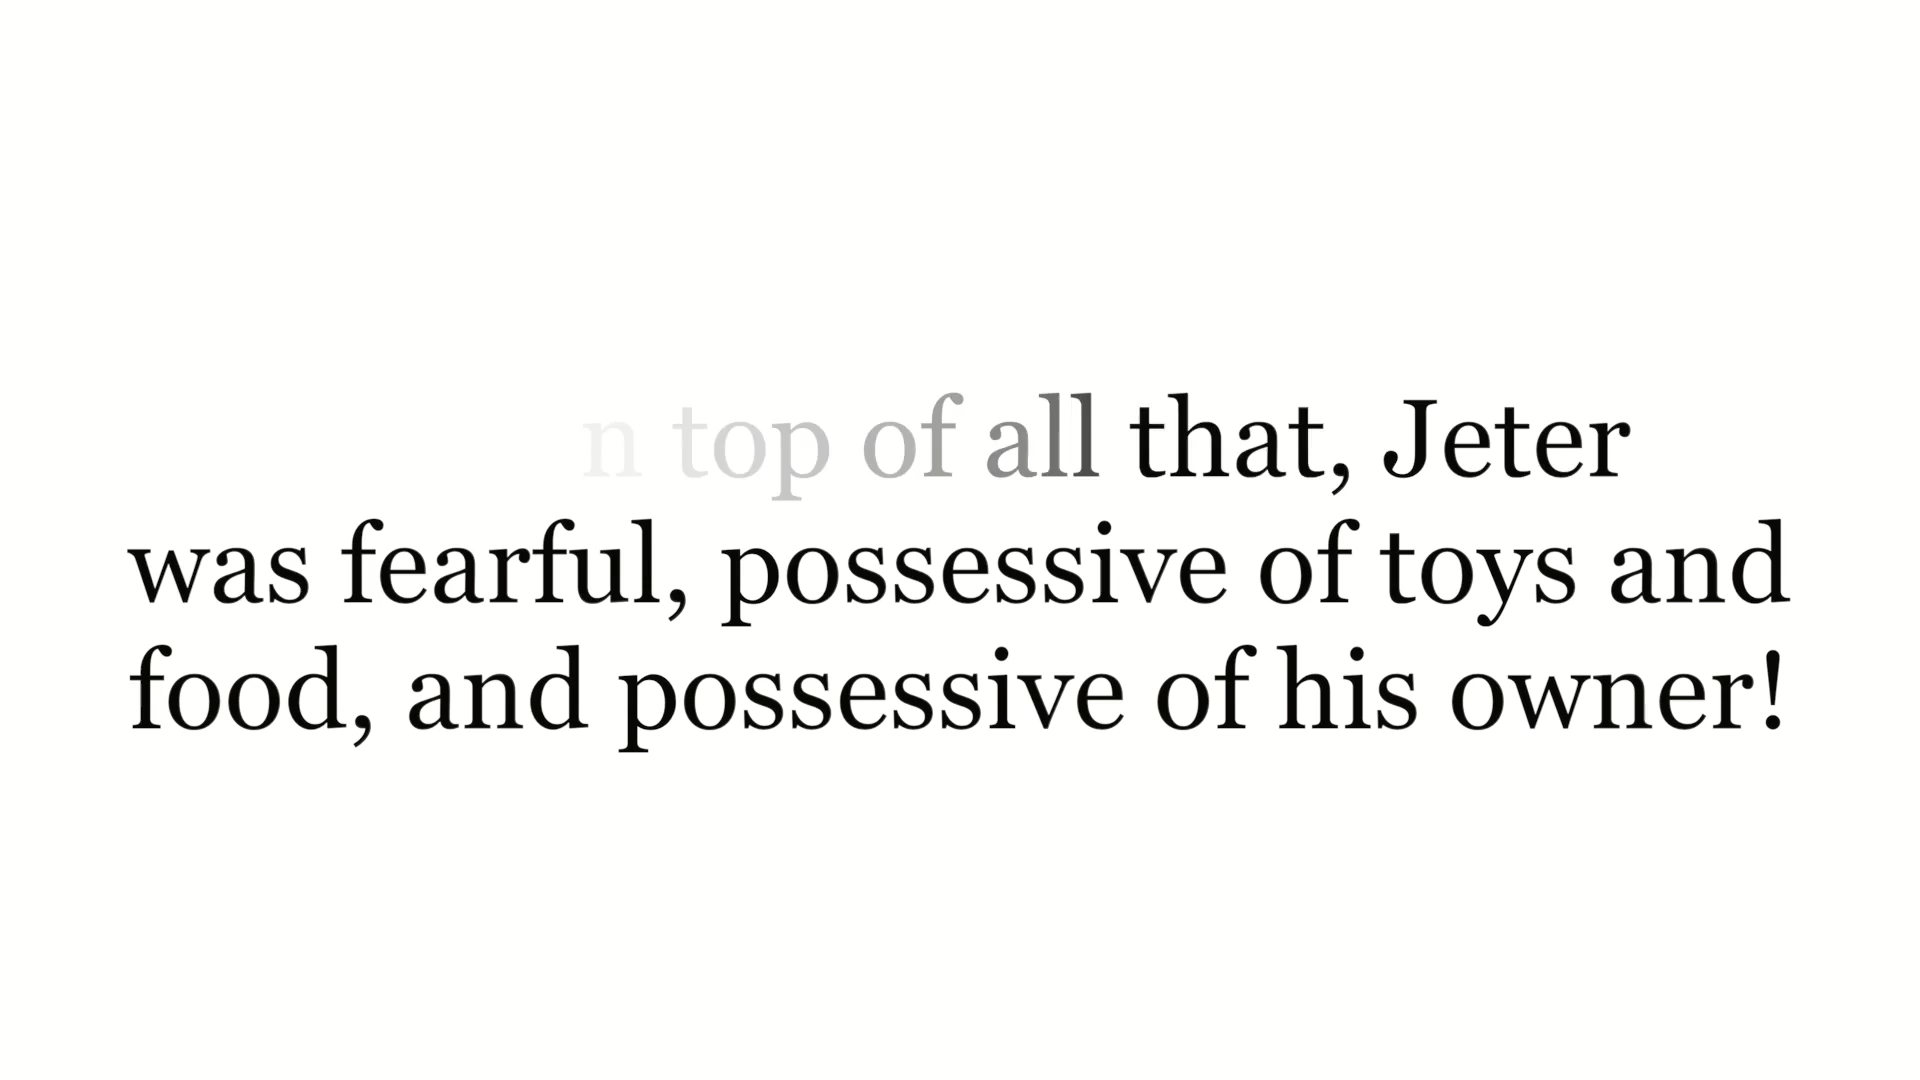 n top of all that, Jeter
was fearful, possessive of toys and
food, and possessive of his owner!